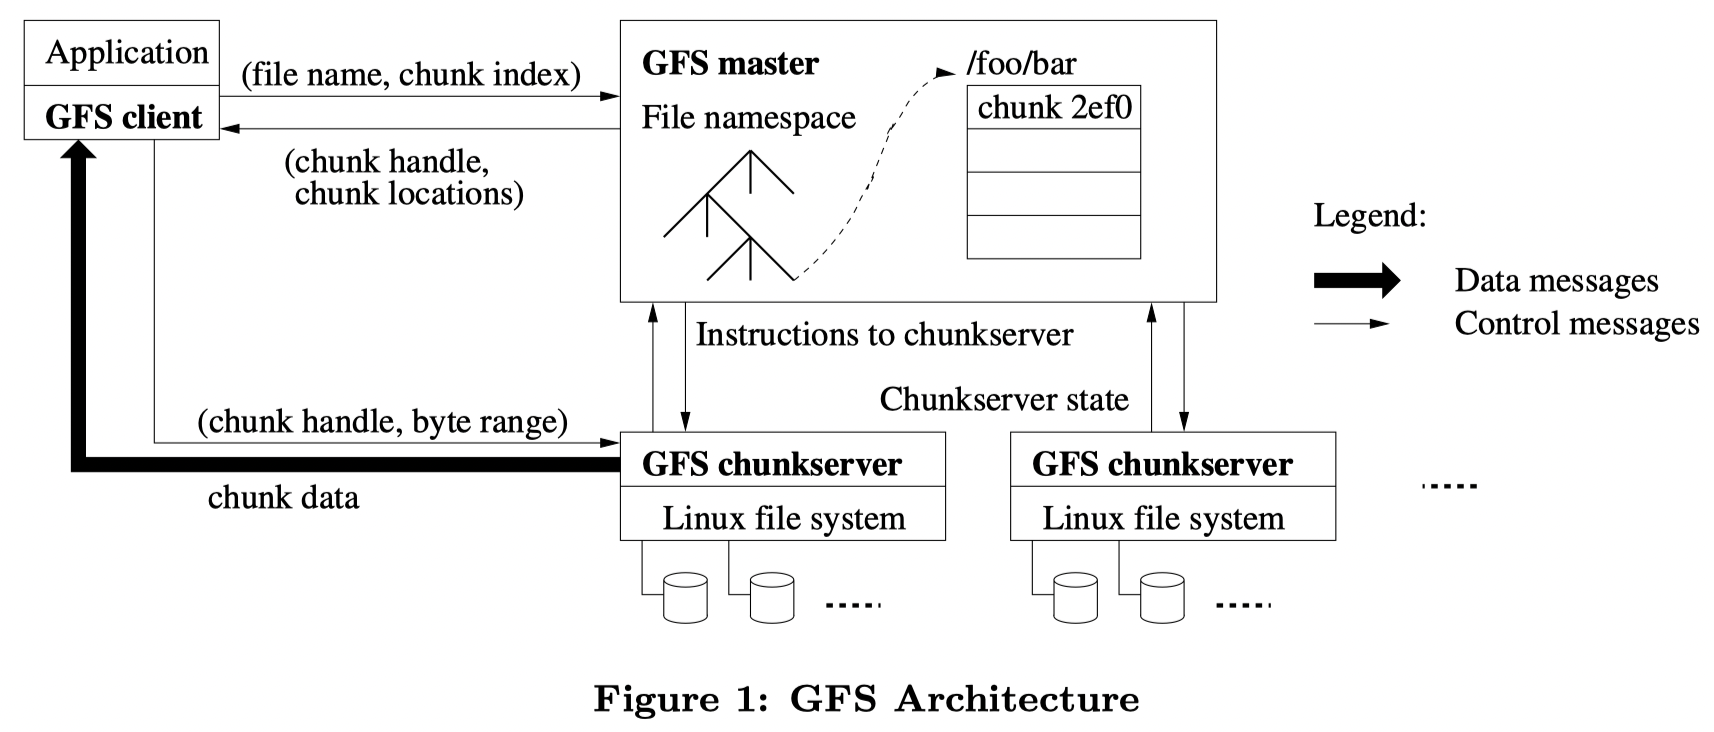 Application
GFS client
(file name, chunk index)
(chunk handle,
chunk locations)
GFS master
File namespace
/foo/bar
chunk 2ef0
Legend:
Data messages
Control messages
Instructions to chunkserver
Chunkserver state
(chunk handle, byte range)
chunk data
GFS chunkserver
Linux file system
GFS chunkserver
Linux file system
Figure 1: GFS Architecture